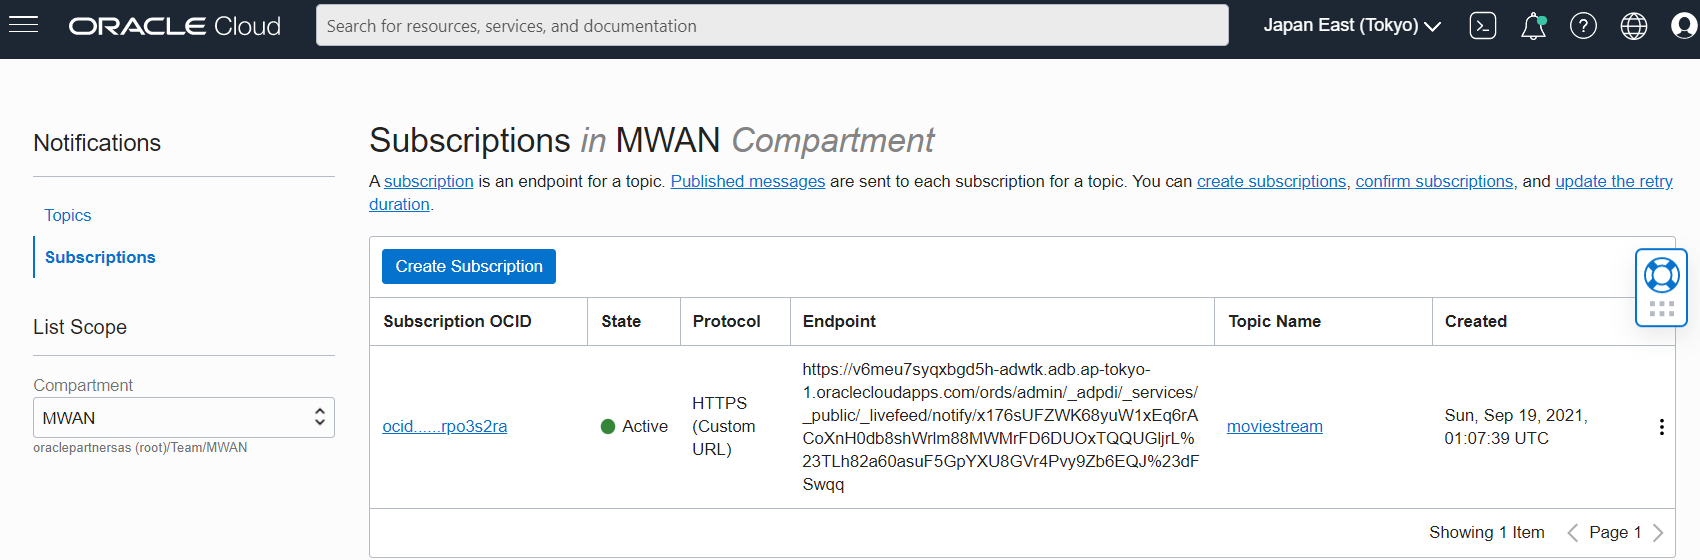 ORACLE Cloud
Search for resources, services, and documentation
Japan East (Tokyo)
Notifications
Topics
Subscriptions
List Scope
Compartment
MWAN
oraclepartnersas (root)/Team/MWAN
Subscriptions in MWAN Compartment
A subscription is an endpoint for a topic. Published messages are sent to each subscription for a topic. You can create subscriptions, confirm subscriptions, and update the retry
duration.
Create Subscription
Subscription OCID State Protocol Endpoint Topic Name Created
ocid......rpo3s2ra
Active
HTTPS
(Custom
URL)
https://v6meu7syqxbgd5h-adwtk.adb.ap-tokyo-
1.oraclecloudapps.com/ords/admin/_adpdi/_services/
_public/_livefeed/notify/x176sUFZWK68yuW1xEq6rA
CoXnH0db8shWrlm88MWMrFD6DUOxTQQUGljrL%
23TLh82a60asuF5GpYXU8GVr4Pvy9Zb6EQJ%23dF
Swqq
moviestream
Sun, Sep 19, 2021,
01:07:39 UTC
Showing 1 Item
Page 1